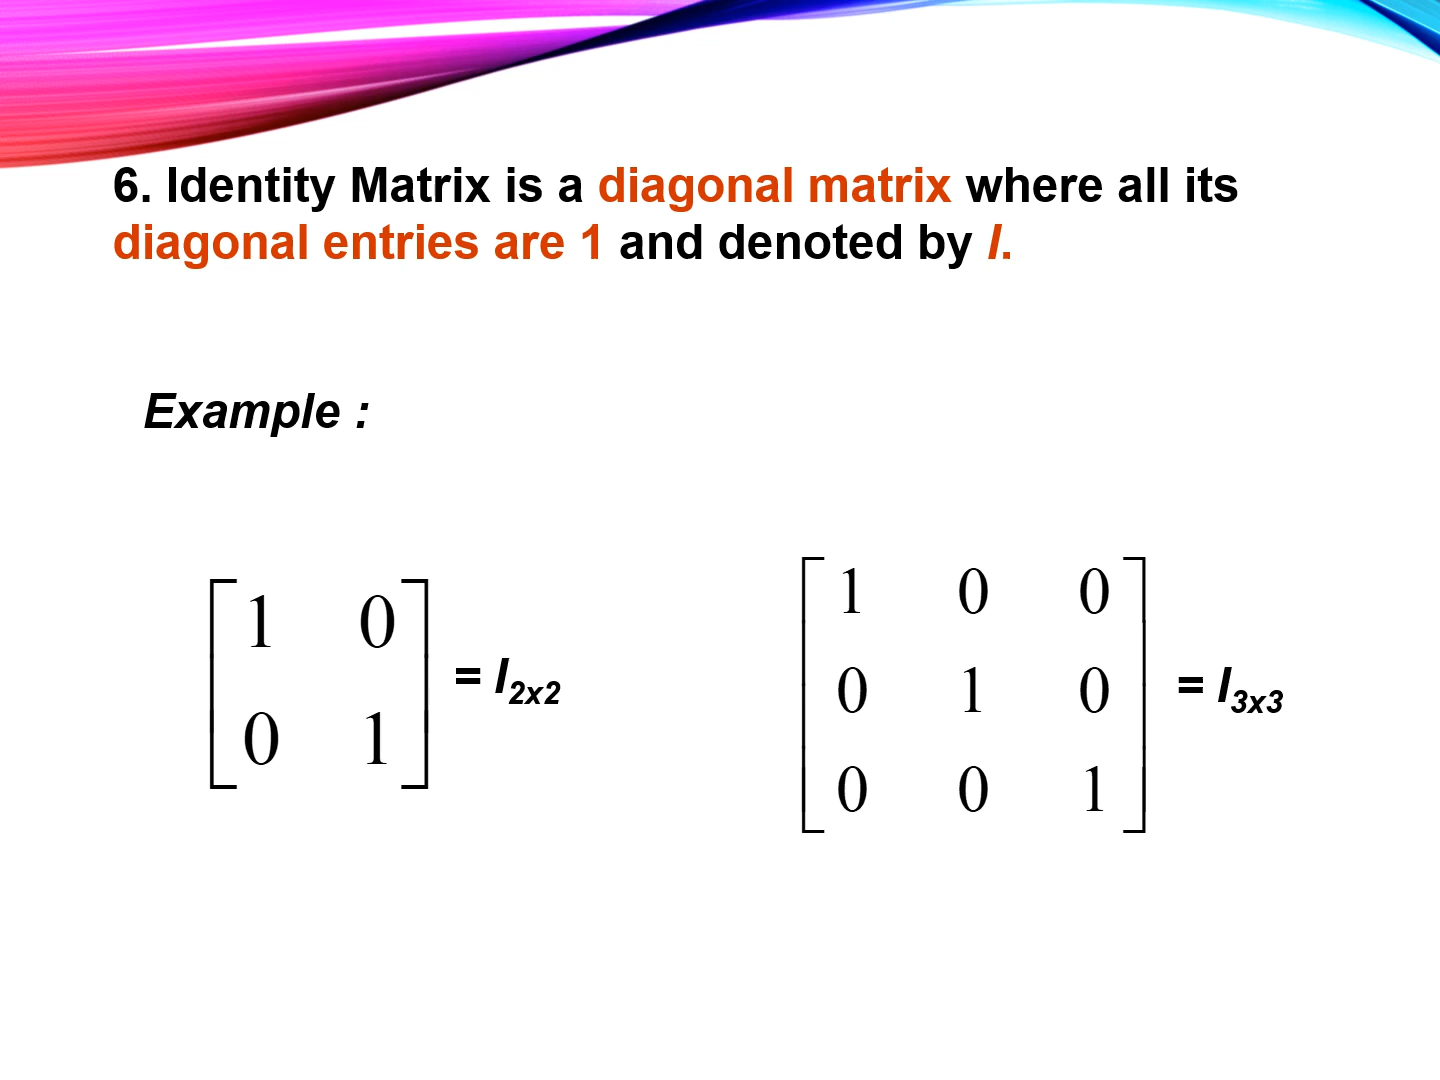 6. Identity Matrix is a diagonal matrix where all its
diagonal entries are 1 and denoted by I.
Example :
1 0
0 1
= I2x2
1 0 0
0 1 0
0 0 1
= I3x3